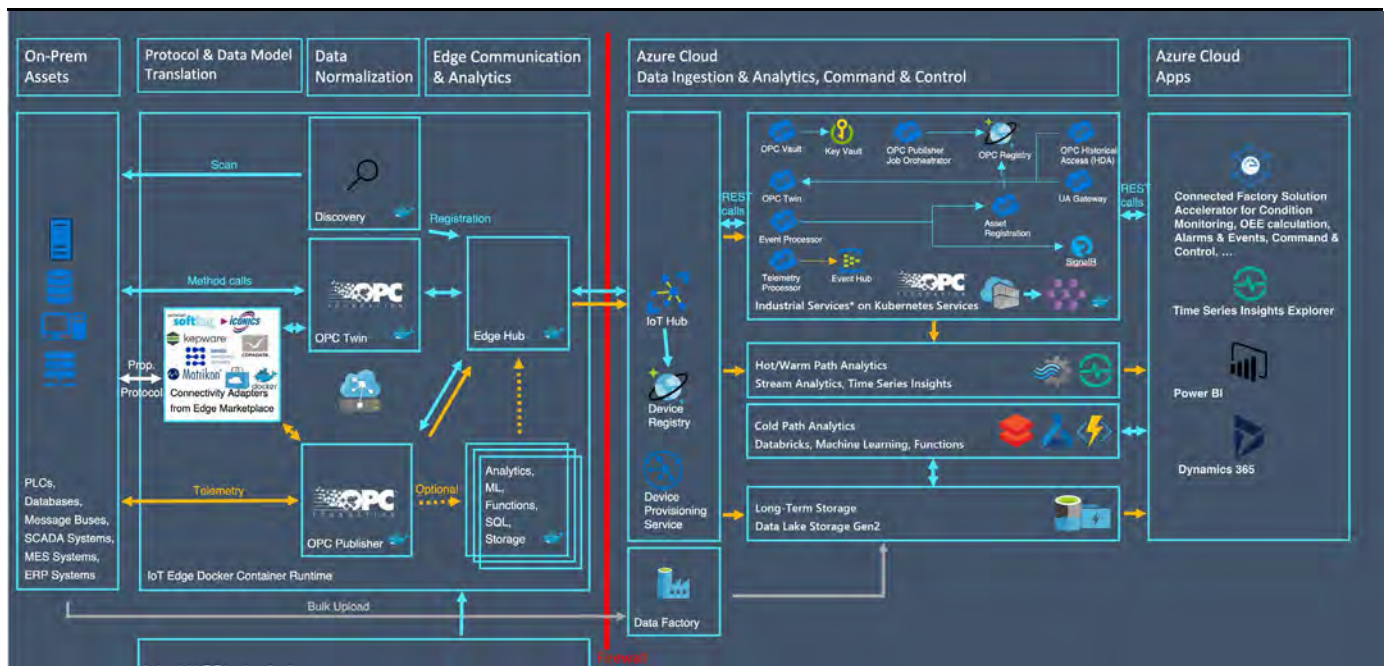 On-Prem
Assets
Protocol & Data Model
Translation
Data
Normalization
Edge Communication
& Analytics
Azure Cloud
Data Ingestion & Analytics, Command & Control
Azure Cloud
Apps
Scan
Discovery
Registration
Method calls
OPC
FOUNDATION
OPC Twin
Edge Hub
softing
ICONICS
kepware
COPADATA
Matrikon
docker
Prop.
Protocol
Connectivity Adapters
from Edge Marketplace
PLCs,
Databases,
Message Buses,
SCADA Systems,
MES Systems,
ERP Systems
Telemetry
OPC
FOUNDATION
OPC Publisher
Optional
Analytics,
ML,
Functions,
SQL,
Storage
IoT Edge Docker Container Runtime
Bulk Upload
Firewall
IoT Hub
Device
Registry
Device
Provisioning
Service
Data Factory
REST
calls
OPC Vault
Key Vault
OPC Publisher
Job Orchestrator
OPC Registry
OPC Historical
Access (HDA)
OPC Twin
UA Gateway
Event Processor
Asset
Registration
SignalR
Telemetry
Processor
Event Hub
OPC
FOUNDATION
Industrial Services* on Kubernetes Services
REST
calls
Hot/Warm Path Analytics
Stream Analytics, Time Series Insights
Cold Path Analytics
Databricks, Machine Learning, Functions
Long-Term Storage
Data Lake Storage Gen2
Connected Factory Solution
Accelerator for Condition
Monitoring, OEE calculation,
Alarms & Events, Command &
Control, ...
Time Series Insights Explorer
Power BI
Dynamics 365